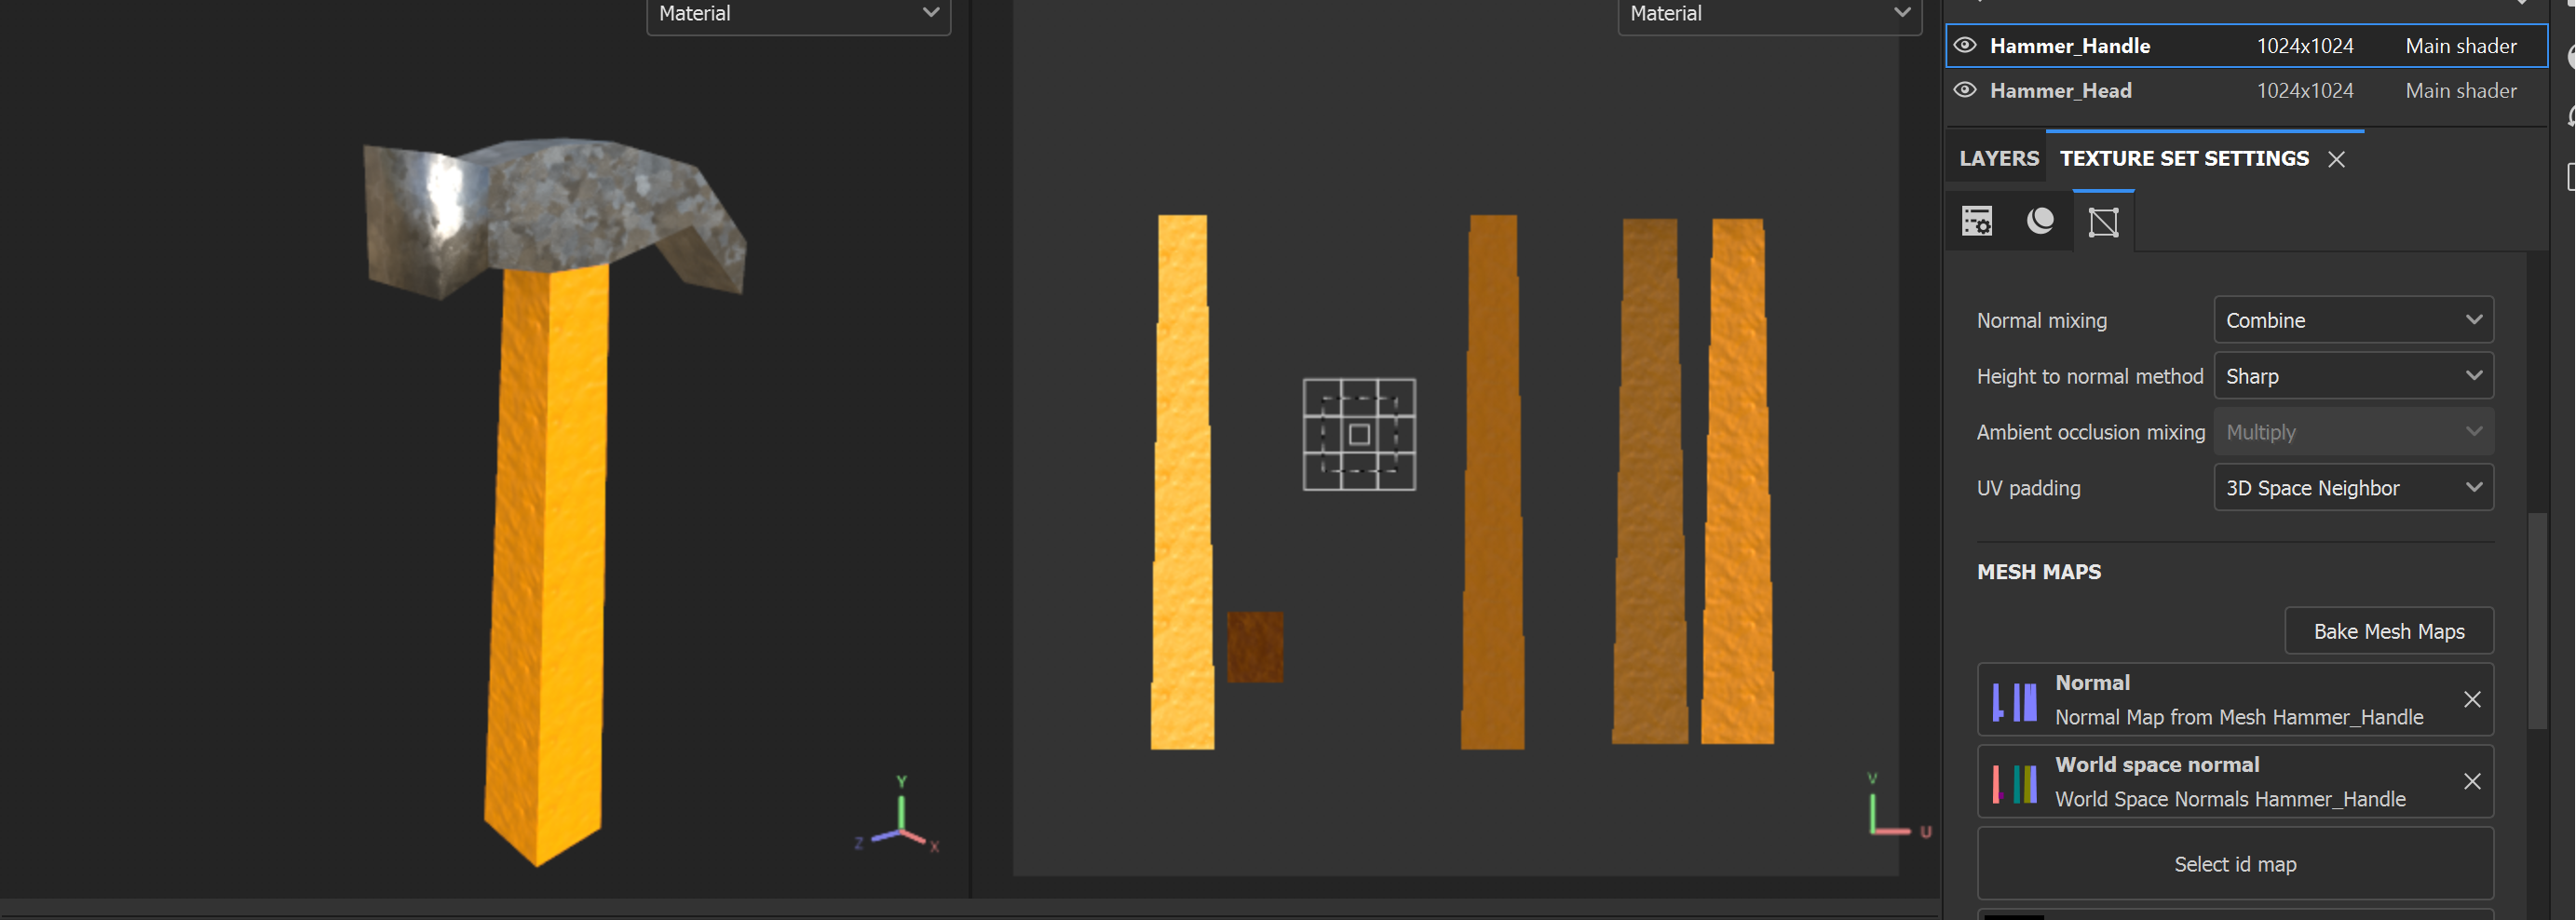 Material
Material
Hammer_Handle 1024x1024 Main shader
Hammer_Head 1024x1024 Main shader
LAYERS TEXTURE SET SETTINGS
Normal mixing Combine
Height to normal method Sharp
Ambient occlusion mixing Multiply
UV padding 3D Space Neighbor
MESH MAPS
Bake Mesh Maps
Normal
Normal Map from Mesh Hammer_Handle
World space normal
World Space Normals Hammer_Handle
Select id map
Y
Z
X
V
U